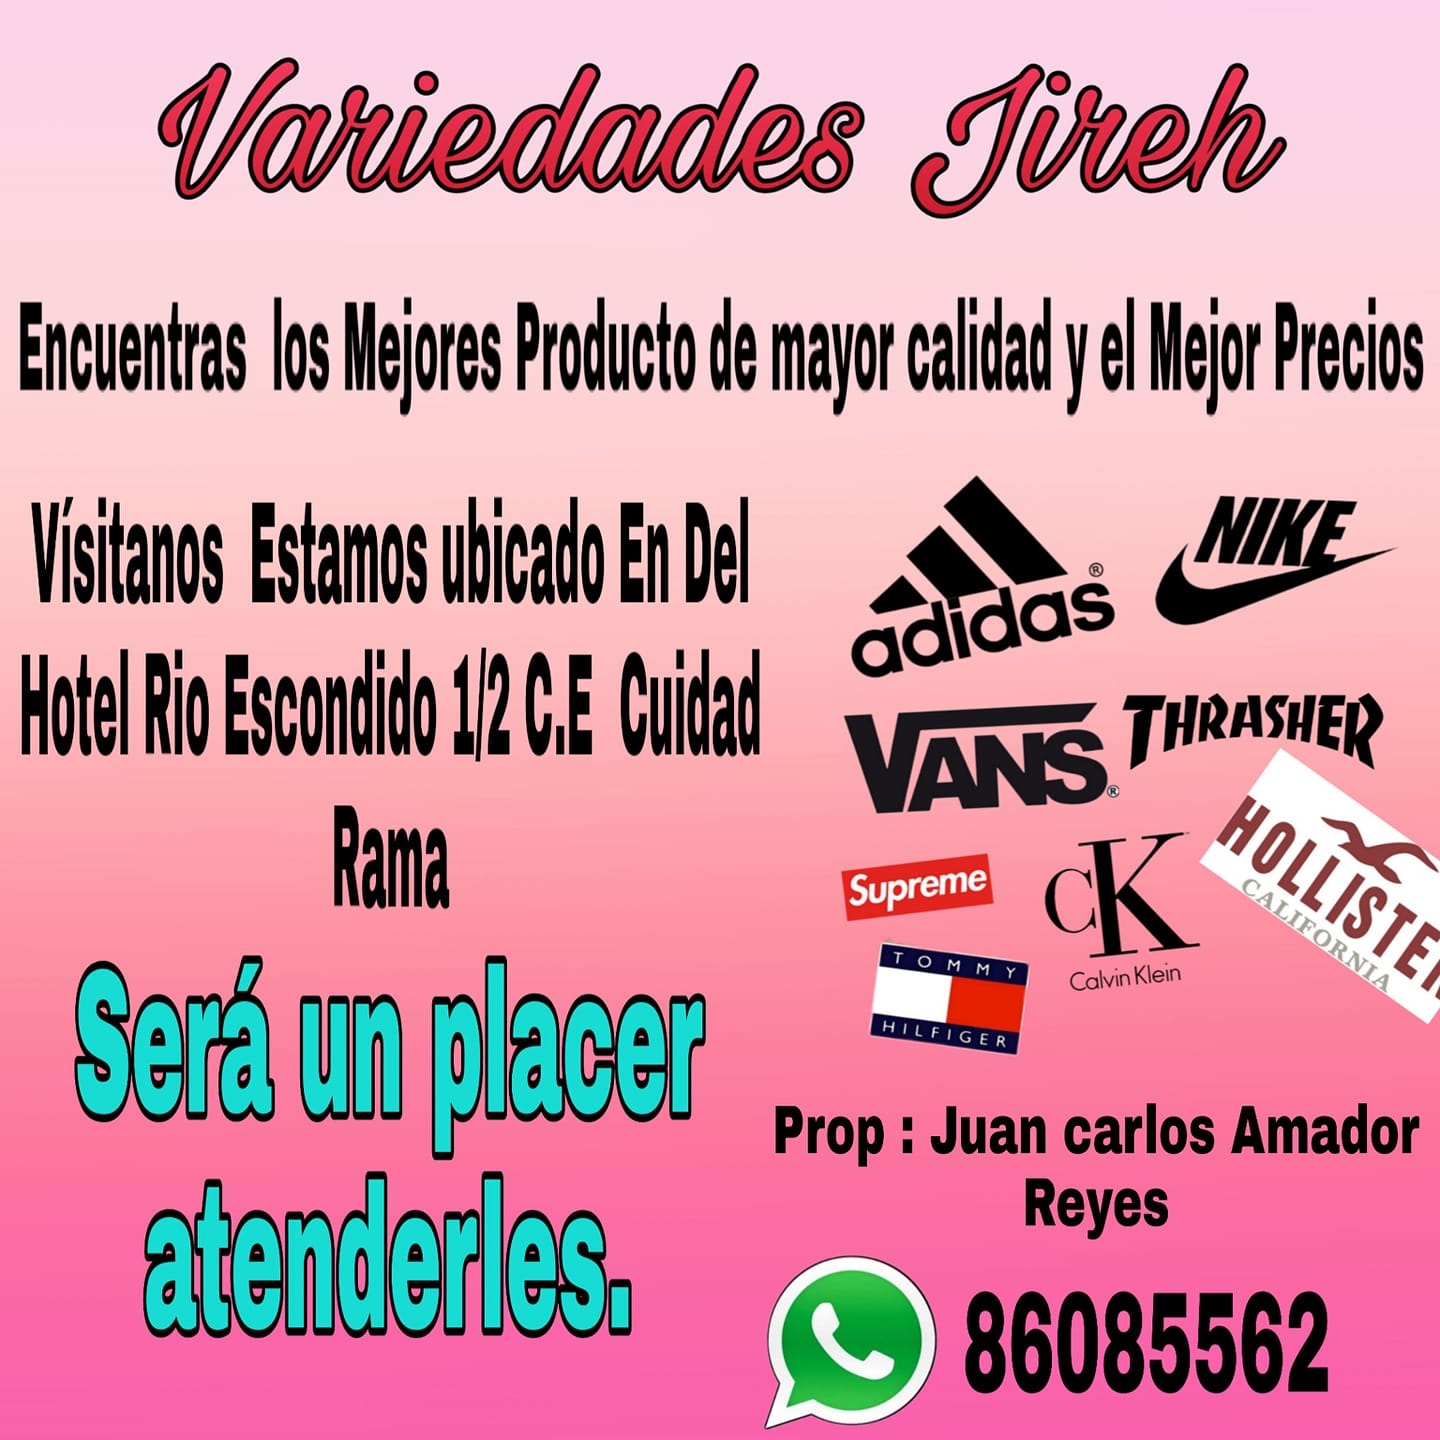 Variedades Jireh
Encuentras los Mejores Producto de mayor calidad y el Mejor Precios
Vísitanos Estamos ubicado En Del
Hotel Rio Escondido 1/2 C.E Cuidad
Rama
Será un placer
atenderles.
adidas®
NIKE
VANS®
THRASHER
HOLLISTER
CALIFORNIA
Supreme
CK
Calvin Klein
TOMMY
HILFIGER
Prop : Juan carlos Amador
Reyes
86085562